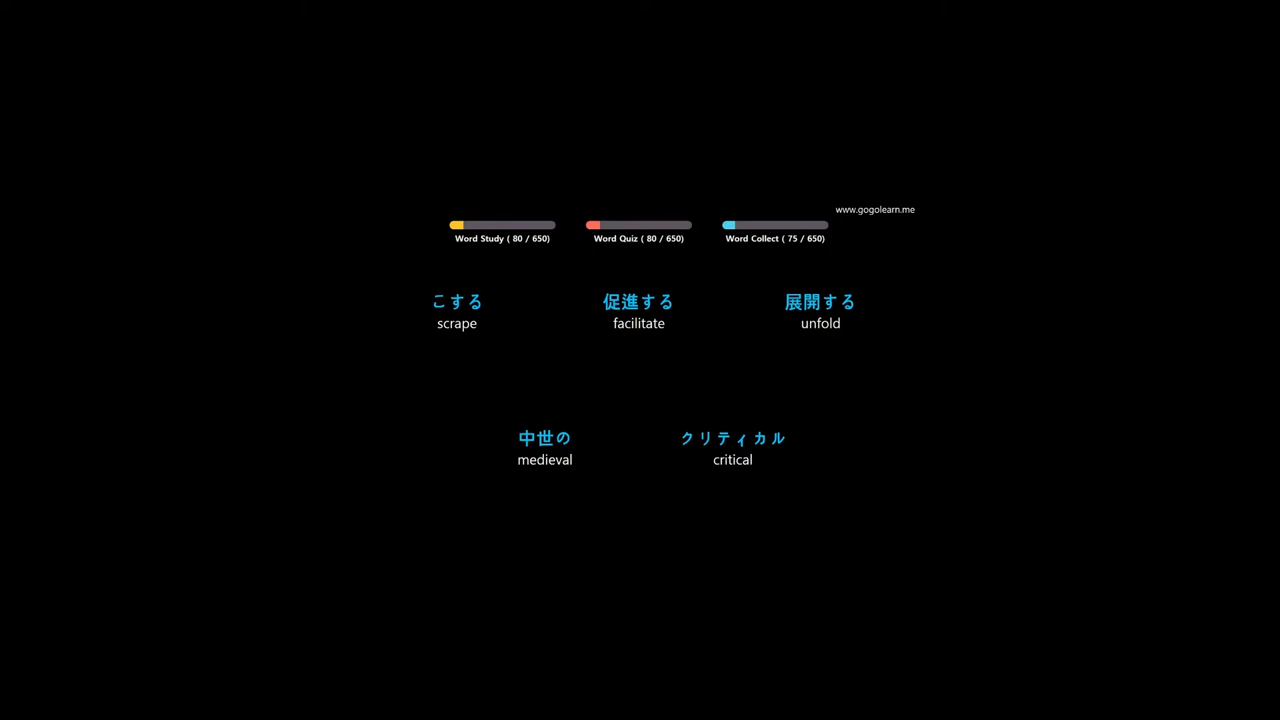 www.gogolearn.me
Word Study ( 80 / 650) Word Quiz ( 80 / 650) Word Collect ( 75 / 650)
こする 促進する 展開する
scrape facilitate unfold
中世の クリティカル
medieval critical